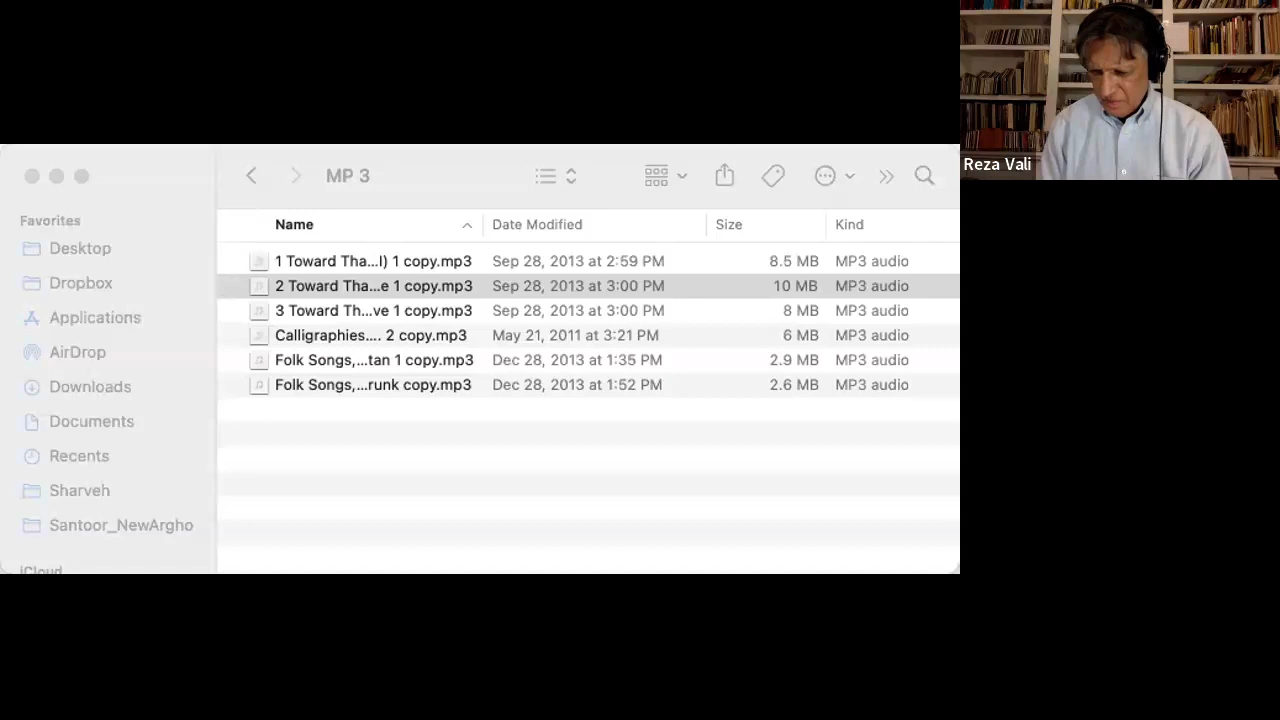 Reza Vali
MP 3
Favorites
Desktop
Dropbox
Applications
AirDrop
Downloads
Documents
Recents
Sharveh
Santoor_NewArgho
iCloud
Name Date Modified Size Kind
1 Toward Tha...l) 1 copy.mp3 Sep 28, 2013 at 2:59 PM 8.5 MB MP3 audio
2 Toward Tha...e 1 copy.mp3 Sep 28, 2013 at 3:00 PM 10 MB MP3 audio
3 Toward Th...ve 1 copy.mp3 Sep 28, 2013 at 3:00 PM 8 MB MP3 audio
Calligraphies.... 2 copy.mp3 May 21, 2011 at 3:21 PM 6 MB MP3 audio
Folk Songs,...tan 1 copy.mp3 Dec 28, 2013 at 1:35 PM 2.9 MB MP3 audio
Folk Songs,...runk copy.mp3 Dec 28, 2013 at 1:52 PM 2.6 MB MP3 audio